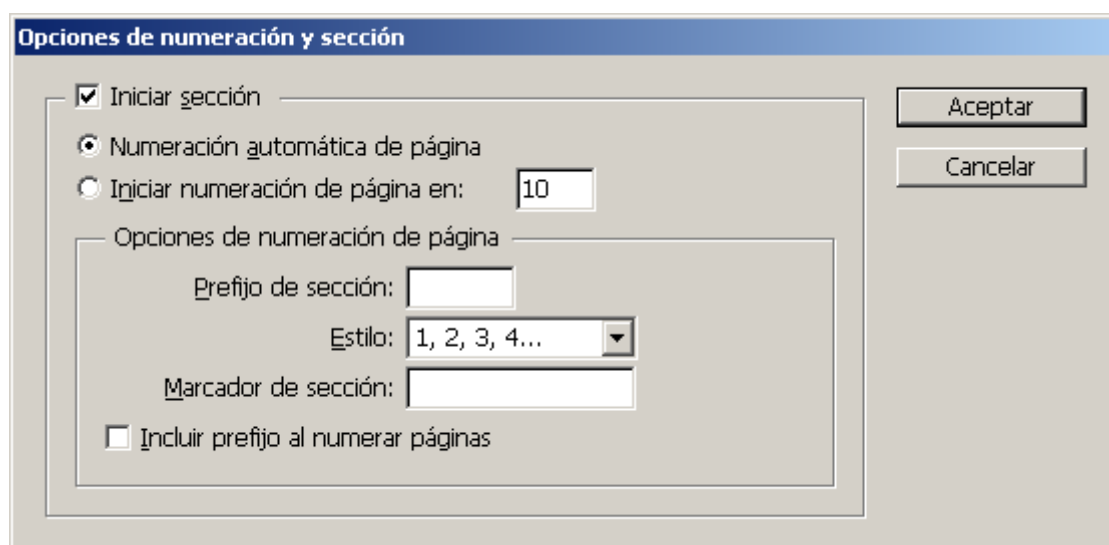 Opciones de numeración y sección
Iniciar sección
Aceptar
Numeración automática de página
Cancelar
Iniciar numeración de página en: 10
Opciones de numeración de página
Prefijo de sección:
Estilo: 1, 2, 3, 4...
Marcador de sección:
Incluir prefijo al numerar páginas